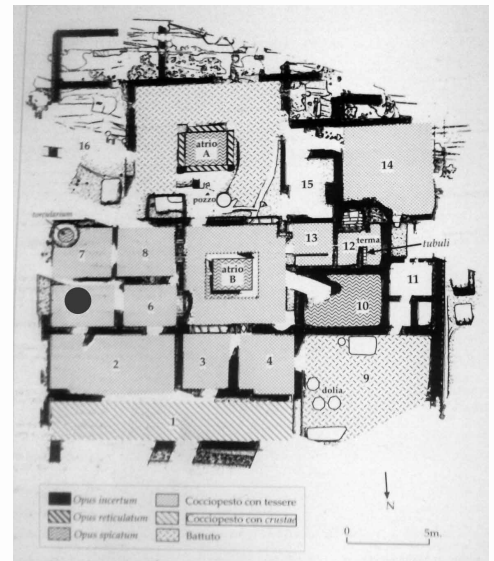 atrio
A
16
14
15
pozzo
torcularium
7
8
13
12
terma
tubuli
atrio
B
11
10
6
2
3
4
9
dolia
1
N
Opus incertum
Opus reticulatum
Opus spicatum
Cocciopesto con tessere
Cocciopesto con crustae
Battuto
0
5m.